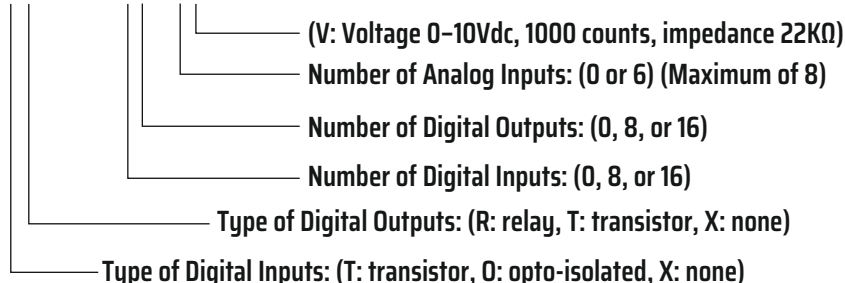 (V: Voltage 0–10Vdc, 1000 counts, impedance 22KΩ)
Number of Analog Inputs: (0 or 6) (Maximum of 8)
Number of Digital Outputs: (0, 8, or 16)
Number of Digital Inputs: (0, 8, or 16)
Type of Digital Outputs: (R: relay, T: transistor, X: none)
Type of Digital Inputs: (T: transistor, O: opto-isolated, X: none)